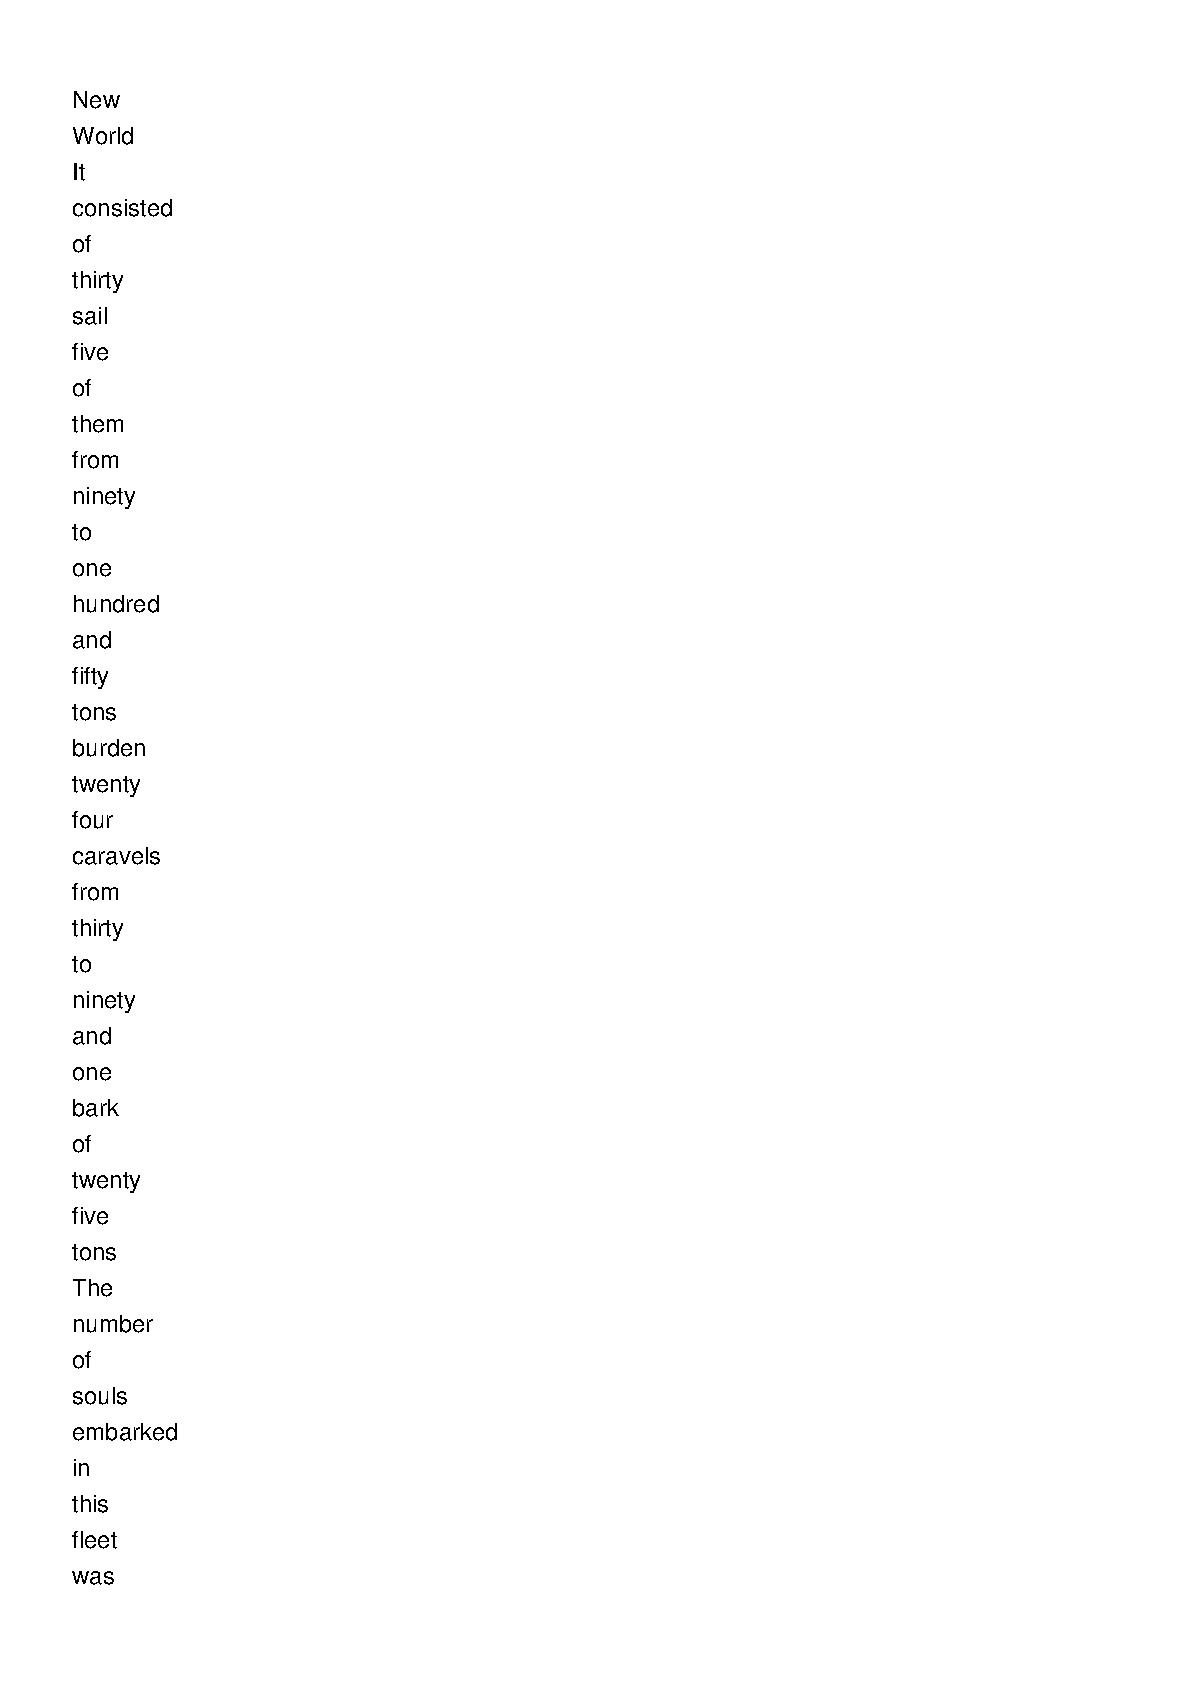 New
World
It
consisted
of
thirty
sail
five
of
them
from
ninety
to
one
hundred
and
fifty
tons
burden
twenty
four
caravels
from
thirty
to
ninety
and
one
bark
of
twenty
five
tons
The
number
of
souls
embarked
in
this
fleet
was